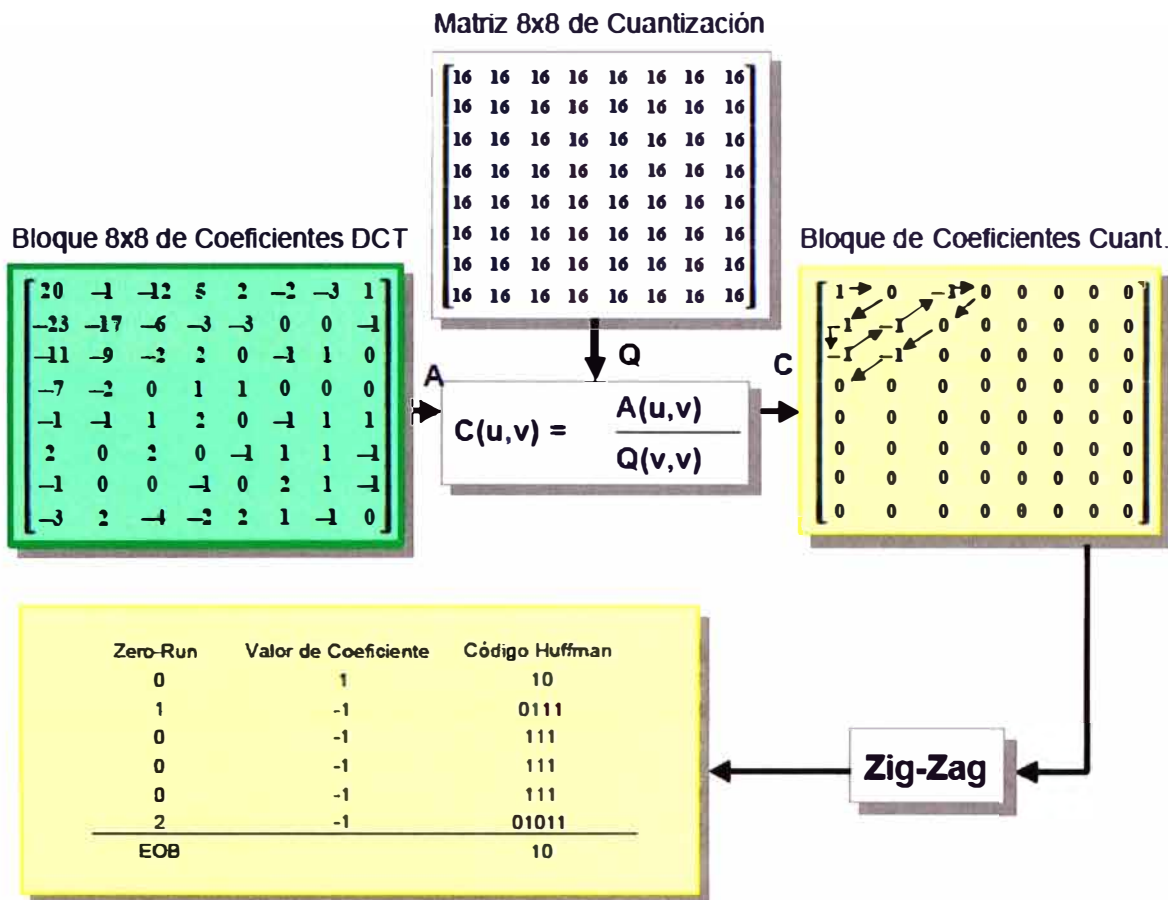 Matriz 8x8 de Cuantización
16 16 16 16 16 16 16 16
16 16 16 16 16 16 16 16
16 16 16 16 16 16 16 16
16 16 16 16 16 16 16 16
16 16 16 16 16 16 16 16
16 16 16 16 16 16 16 16
16 16 16 16 16 16 16 16
16 16 16 16 16 16 16 16
Bloque 8x8 de Coeficientes DCT
20 -1 -12 5 2 -2 -3 1
-23 -17 -6 -3 -3 0 0 -1
-11 -9 -2 2 0 -1 1 0
-7 -2 0 1 1 0 0 0
-1 -1 1 2 0 -1 1 1
2 0 2 0 -1 1 1 -1
-1 0 0 -1 0 2 1 -1
-3 2 -4 -2 2 1 -1 0
A
Q
C(u,v) = A(u,v)
Q(v,v)
C
Bloque de Coeficientes Cuant.
1 0 -1 0 0 0 0 0
-1 -1 0 0 0 0 0 0
-1 -1 0 0 0 0 0 0
0 0 0 0 0 0 0 0
0 0 0 0 0 0 0 0
0 0 0 0 0 0 0 0
0 0 0 0 0 0 0 0
0 0 0 0 0 0 0 0
Zig-Zag
Zero-Run Valor de Coeficiente Código Huffman
0 1 10
1 -1 0111
0 -1 111
0 -1 111
0 -1 111
2 -1 01011
EOB 10